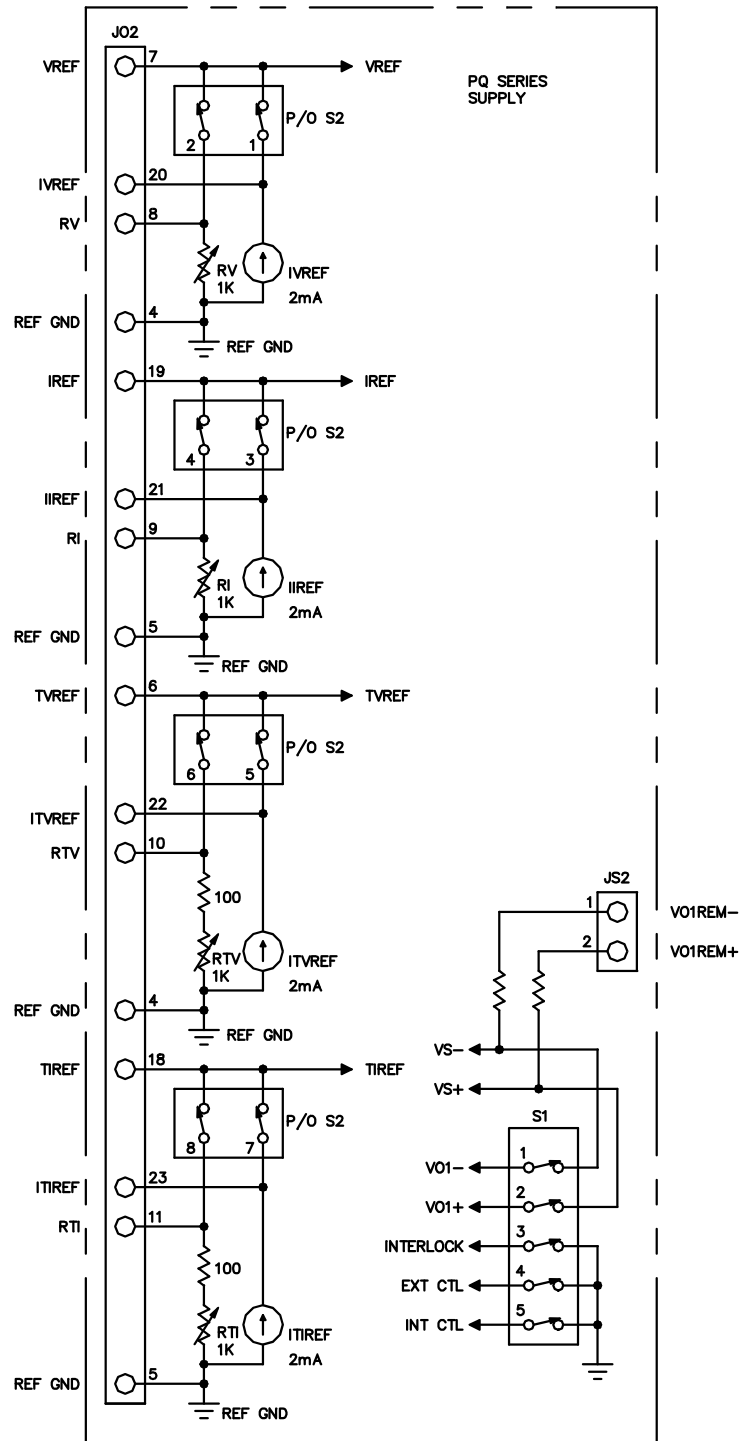 JO2
7
VREF
VREF
PQ SERIES
SUPPLY
P/O S2
2
1
IVREF
20
RV
8
RV
1K
IVREF
2mA
REF GND
4
REF GND
IREF
19
IREF
P/O S2
4
3
IIREF
21
RI
9
RI
1K
IIREF
2mA
REF GND
5
REF GND
TVREF
6
TVREF
P/O S2
6
5
ITVREF
22
RTV
10
100
RTV
1K
ITVREF
2mA
REF GND
4
REF GND
TIREF
18
TIREF
P/O S2
8
7
ITIREF
23
RTI
11
100
RTI
1K
ITIREF
2mA
REF GND
5
REF GND
JS2
1
VO1REM-
2
VO1REM+
VS-
VS+
S1
VO1-
1
VO1+
2
INTERLOCK
3
EXT CTL
4
INT CTL
5